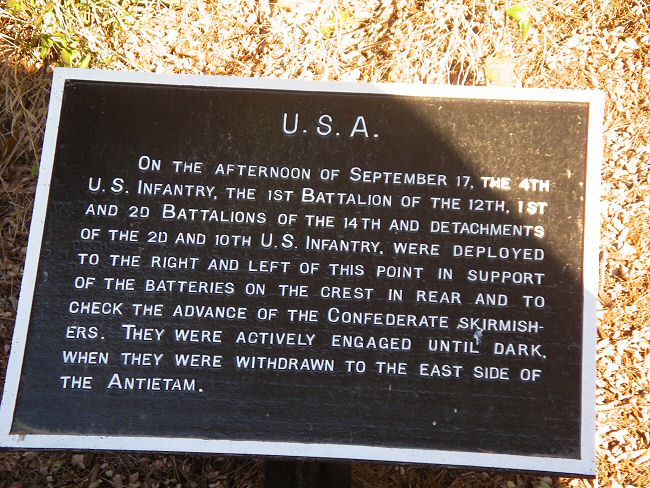 U.S.A.
On the afternoon of September 17, the 4th
U.S. Infantry, the 1st Battalion of the 12th, 1st
and 2d Battalions of the 14th and detachments
of the 2d and 10th U.S. Infantry, were deployed
to the right and left of this point in support
of the batteries on the crest in rear and to
check the advance of the Confederate skirmish-
ers. They were actively engaged until dark,
when they were withdrawn to the east side of
the Antietam.